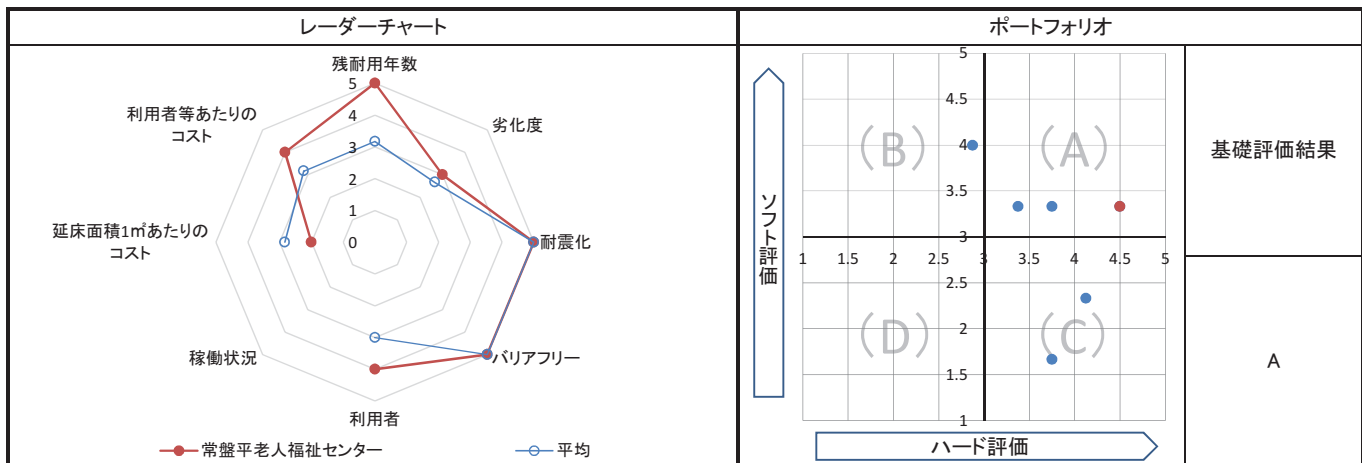 レーダーチャート
残耐用年数
劣化度
耐震化
バリアフリー
利用者
稼働状況
延床面積1㎡あたりの
コスト
利用者等あたりの
コスト
5
4
3
2
1
0
常盤平老人福祉センター
平均
ポートフォリオ
ソフト評価
5
4.5
4
3.5
3
2.5
2
1.5
1
1 1.5 2 2.5 3 3.5 4 4.5 5
(B)
(A)
(D)
(C)
ハード評価
基礎評価結果
A